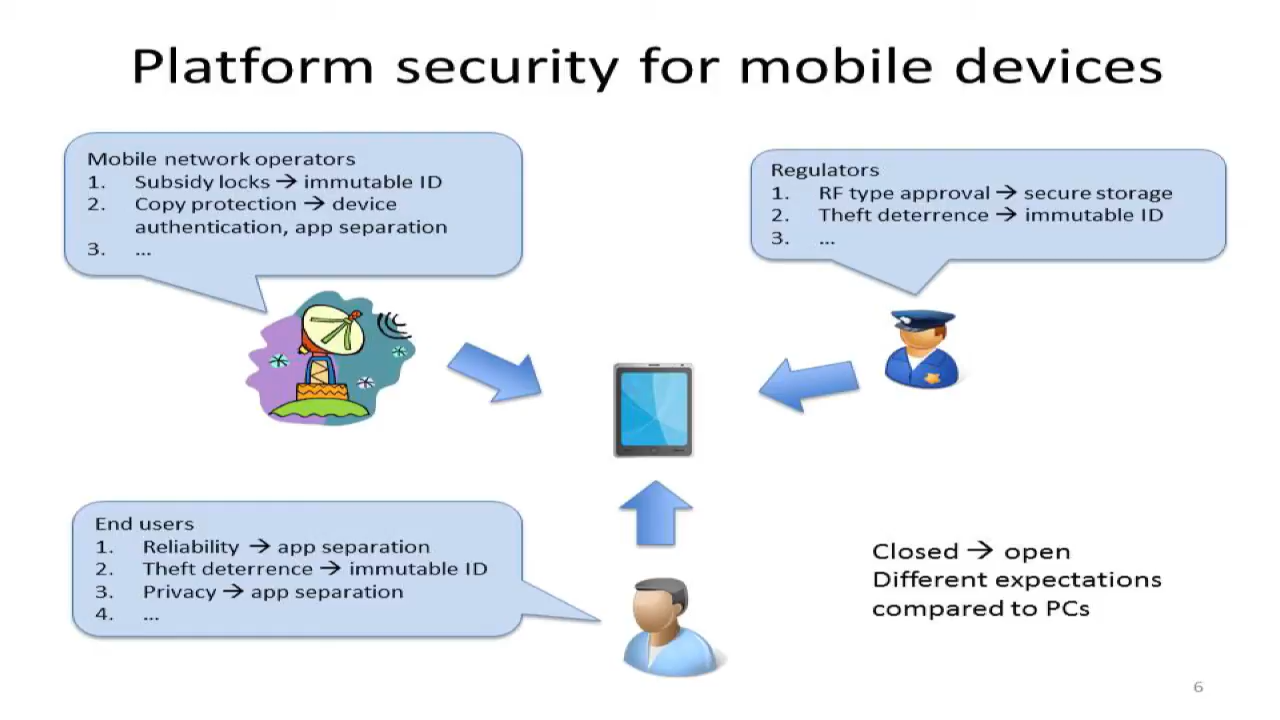 Platform security for mobile devices
Mobile network operators
1. Subsidy locks → immutable ID
2. Copy protection → device
authentication, app separation
3. ...
Regulators
1. RF type approval → secure storage
2. Theft deterrence → immutable ID
3. ...
End users
1. Reliability → app separation
2. Theft deterrence → immutable ID
3. Privacy → app separation
4. ...
Closed → open
Different expectations
compared to PCs
6